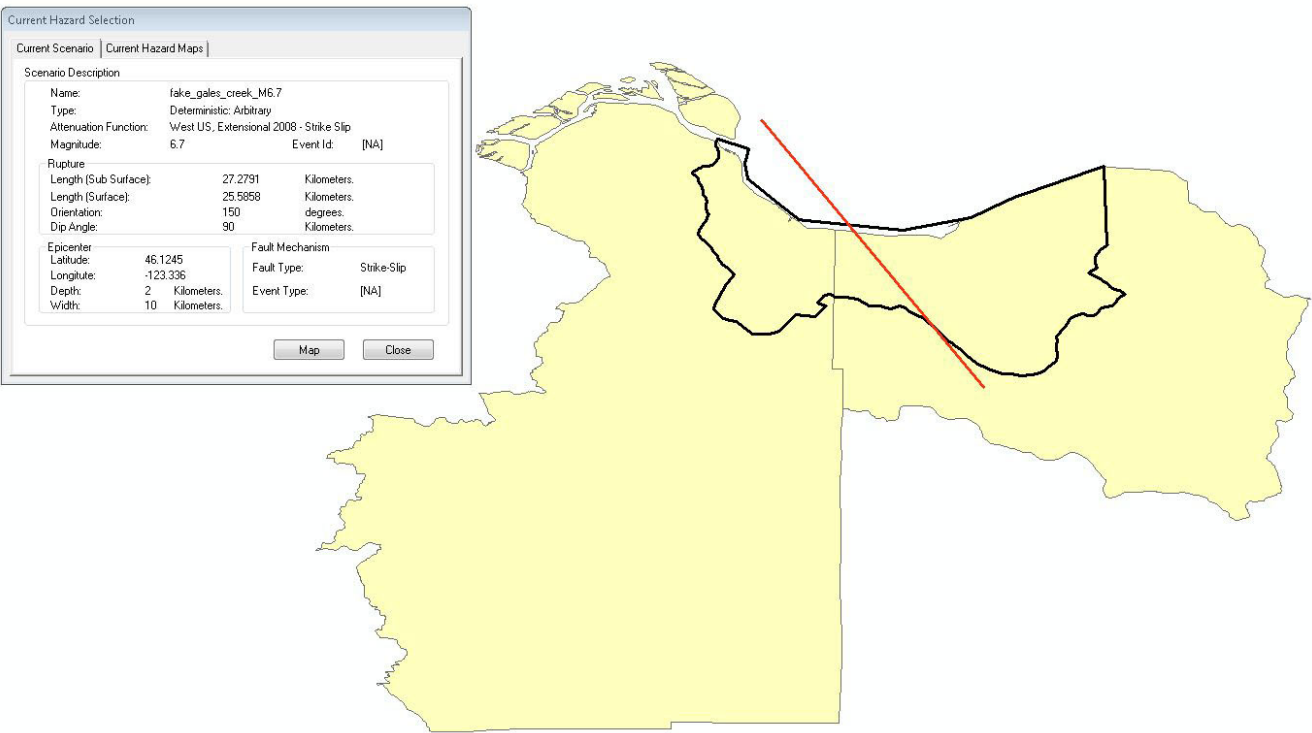 Current Hazard Selection
Current Scenario Current Hazard Maps
Scenario Description
Name: fake_gales_creek_M6.7
Type: Deterministic: Arbitrary
Attenuation Function: West US, Extensional 2008 - Strike Slip
Magnitude: 6.7 Event Id: [NA]
Rupture
Length (Sub Surface): 27.2791 Kilometers.
Length (Surface): 25.5858 Kilometers.
Orientation: 150 degrees.
Dip Angle: 90 Kilometers.
Epicenter
Latitude: 46.1245
Longitute: -123.336
Depth: 2 Kilometers.
Width: 10 Kilometers.
Fault Mechanism
Fault Type: Strike-Slip
Event Type: [NA]
Map Close